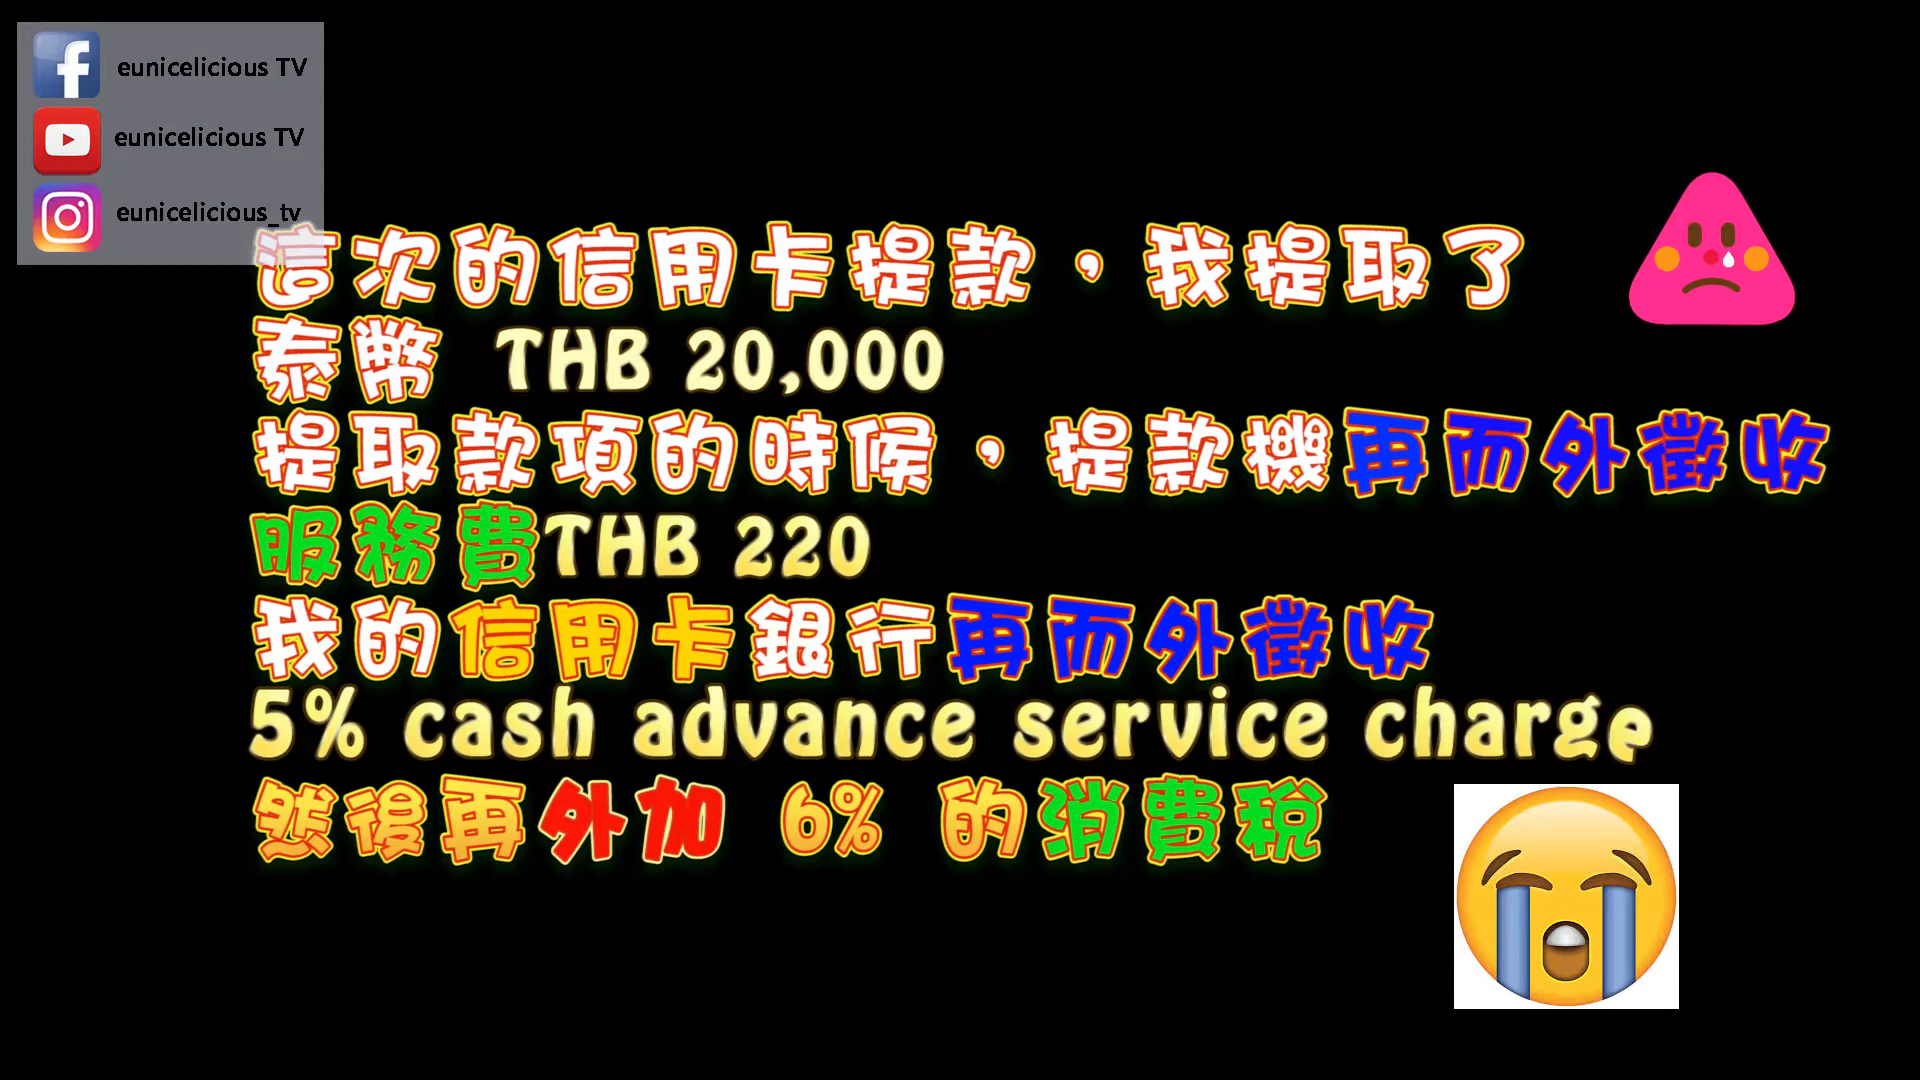 eunicelicious TV
eunicelicious TV
eunicelicious_tv
這次的信用卡提款，我提取了
泰幣 THB 20,000
提取款項的時候，提款機再而外徵收
服務費THB 220
我的信用卡銀行再而外徵收
5% cash advance service charge
然後再外加 6% 的消費稅